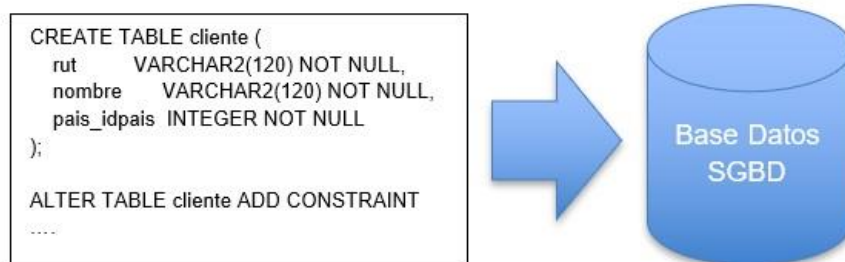 CREATE TABLE cliente (
rut VARCHAR2(120) NOT NULL,
nombre VARCHAR2(120) NOT NULL,
pais_idpais INTEGER NOT NULL
);
ALTER TABLE cliente ADD CONSTRAINT
....
Base Datos
SGBD